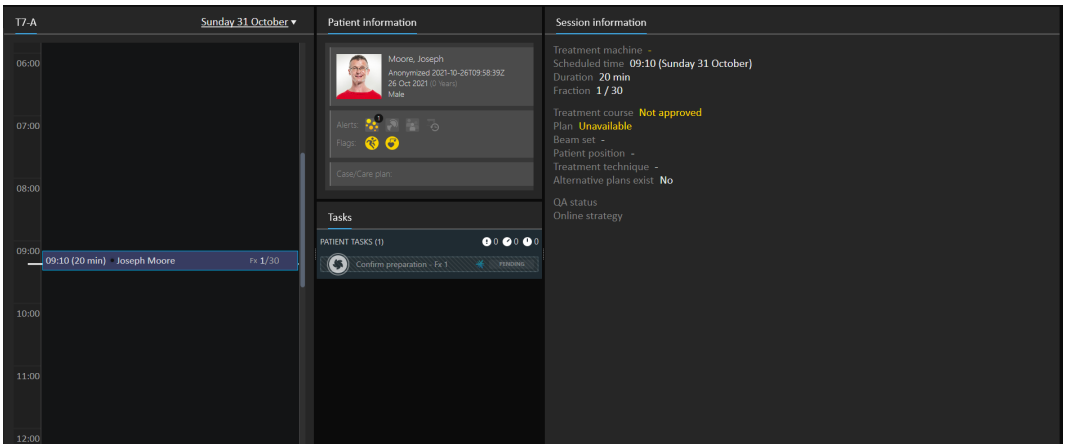 T7-A
Sunday 31 October ▾
06:00
07:00
08:00
09:00
09:10 (20 min) Joseph Moore Fx 1/30
10:00
11:00
12:00
Patient information
Moore, Joseph
Anonymized 2021-10-26T09:58:39Z
26 Oct 2021 (0 Years)
Male
Alerts: 1
Flags:
Case/Care plan:
Tasks
PATIENT TASKS (1) 0 0 0
Confirm preparation - Fx 1 PENDING
Session information
Treatment machine -
Scheduled time 09:10 (Sunday 31 October)
Duration 20 min
Fraction 1 / 30
Treatment course Not approved
Plan Unavailable
Beam set -
Patient position -
Treatment technique -
Alternative plans exist No
QA status
Online strategy